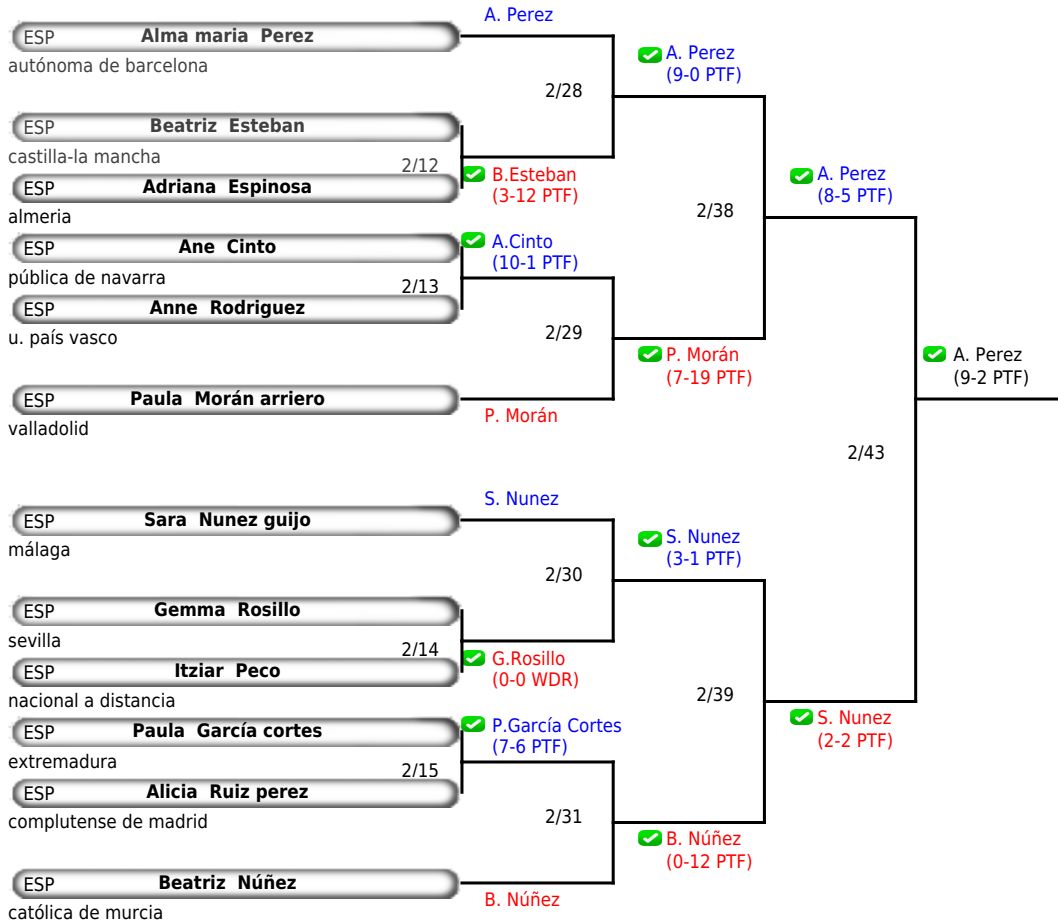 A. Perez
ESP Alma maria Perez
autónoma de barcelona
A. Perez
(9-0 PTF)
2/28
ESP Beatriz Esteban
castilla-la mancha
2/12
B.Esteban
(3-12 PTF)
ESP Adriana Espinosa
almeria
A. Perez
(8-5 PTF)
2/38
ESP Ane Cinto
pública de navarra
A.Cinto
(10-1 PTF)
2/13
ESP Anne Rodriguez
u. país vasco
2/29
P. Morán
(7-19 PTF)
A. Perez
(9-2 PTF)
ESP Paula Morán arriero
valladolid
P. Morán
2/43
S. Nunez
ESP Sara Nunez guijo
málaga
S. Nunez
(3-1 PTF)
2/30
ESP Gemma Rosillo
sevilla
2/14
G.Rosillo
(0-0 WDR)
ESP Itziar Peco
nacional a distancia
2/39
S. Nunez
(2-2 PTF)
ESP Paula García cortes
extremadura
P.García Cortes
(7-6 PTF)
2/15
ESP Alicia Ruiz perez
complutense de madrid
2/31
B. Núñez
(0-12 PTF)
ESP Beatriz Núñez
católica de murcia
B. Núñez